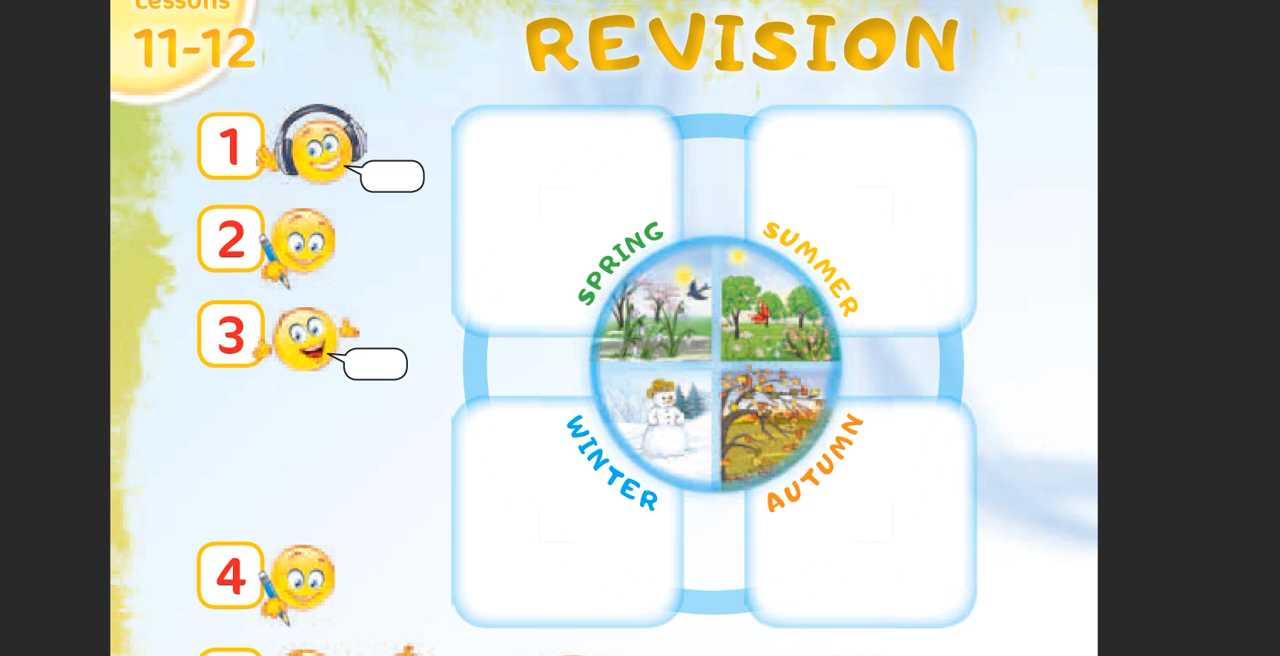 Lessons
11-12
REVISION
1
2
3
4
SPRING
SUMMER
WINTER
AUTUMN